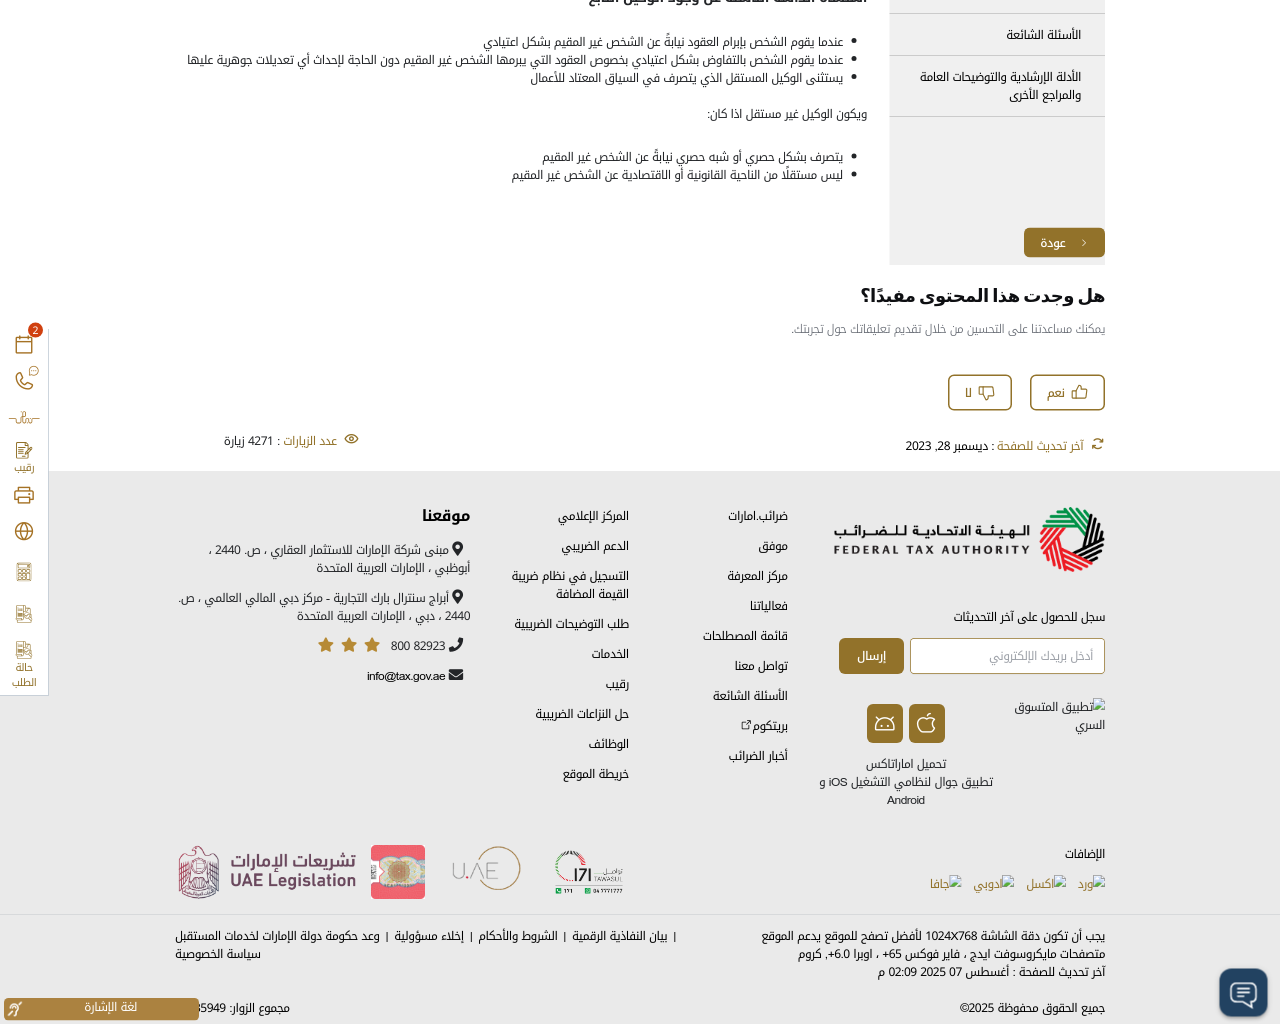 الأسئلة الشائعة
الأدلة الإرشادية والتوضيحات العامة
والمراجع الأخرى
عودة
عندما يقوم الشخص بإبرام العقود نيابةً عن الشخص غير المقيم بشكل اعتيادي
عندما يقوم الشخص بالتفاوض بشكل اعتيادي بخصوص العقود التي يبرمها الشخص غير المقيم دون الحاجة لإحداث أي تعديلات جوهرية عليها
يستثنى الوكيل المستقل الذي يتصرف في السياق المعتاد للأعمال
ويكون الوكيل غير مستقل اذا كان:
يتصرف بشكل حصري أو شبه حصري نيابةً عن الشخص غير المقيم
ليس مستقلًا من الناحية القانونية أو الاقتصادية عن الشخص غير المقيم
هل وجدت هذا المحتوى مفيدًا؟
يمكنك مساعدتنا على التحسين من خلال تقديم تعليقاتك حول تجربتك.
نعم
لا
آخر تحديث للصفحة : ديسمبر 28, 2023
عدد الزيارات : 4271 زيارة
2
رقيب
حالة
الطلب
الهيئة الاتحادية للضرائب
FEDERAL TAX AUTHORITY
سجل للحصول على آخر التحديثات
أدخل بريدك الإلكتروني
إرسال
تطبيق المتسوق
السري
تحميل اماراتاكس
تطبيق جوال لنظامي التشغيل iOS و
Android
ضرائب.امارات
موفق
مركز المعرفة
فعالياتنا
قائمة المصطلحات
تواصل معنا
الأسئلة الشائعة
بريتكوم
أخبار الضرائب
المركز الإعلامي
الدعم الضريبي
التسجيل في نظام ضريبة
القيمة المضافة
طلب التوضيحات الضريبية
الخدمات
رقيب
حل النزاعات الضريبية
الوظائف
خريطة الموقع
موقعنا
مبنى شركة الإمارات للاستثمار العقاري ، ص. 2440 ،
أبوظبي ، الإمارات العربية المتحدة
أبراج سنترال بارك التجارية - مركز دبي المالي العالمي ، ص.
2440 ، دبي ، الإمارات العربية المتحدة
800 82923
info@tax.gov.ae
الإضافات
ورد
اكسل
ادوبي
جافا
تواصل
171
TAWASUL
171
04 7771777
U.AE
تشريعات الإمارات
UAE Legislation
يجب أن تكون دقة الشاشة 1024X768 لأفضل تصفح للموقع يدعم الموقع
متصفحات مايكروسوفت ايدج ، فاير فوكس 65+ ، اوبرا 6.0+, كروم
آخر تحديث للصفحة : أغسطس 07 2025 02:09 م
| بيان النفاذية الرقمية | الشروط والأحكام | إخلاء مسؤولية | وعد حكومة دولة الإمارات لخدمات المستقبل
سياسة الخصوصية
جميع الحقوق محفوظة 2025©
مجموع الزوار:
لغة الإشارة